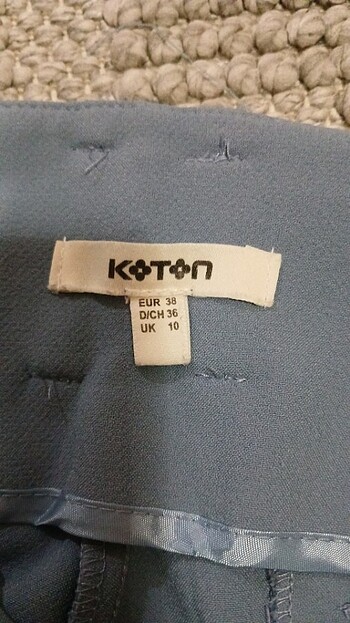 KOTON
EUR 38
D/CH 36
UK 10